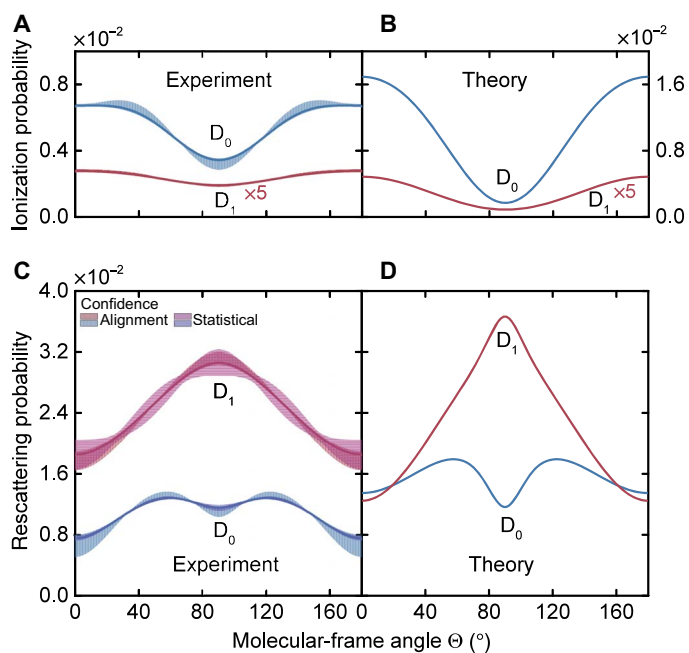 A
B
×10⁻²
×10⁻²
Ionization probability
0.8
0.4
0.0
Experiment
D₀
D₁ ×5
Theory
D₀
D₁ ×5
1.6
0.8
0.0
C
D
×10⁻²
Rescattering probability
4.0
3.2
2.4
1.6
0.8
0.0
Confidence
Alignment
Statistical
D₁
D₀
Experiment
D₁
D₀
Theory
0 40 80 120 160
0 40 80 120 160
Molecular-frame angle Θ (°)